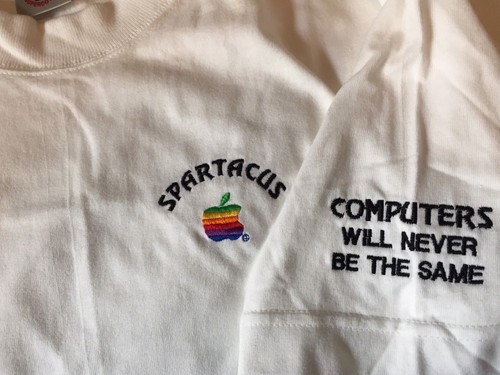 SPARTACUS
COMPUTERS
WILL NEVER
BE THE SAME